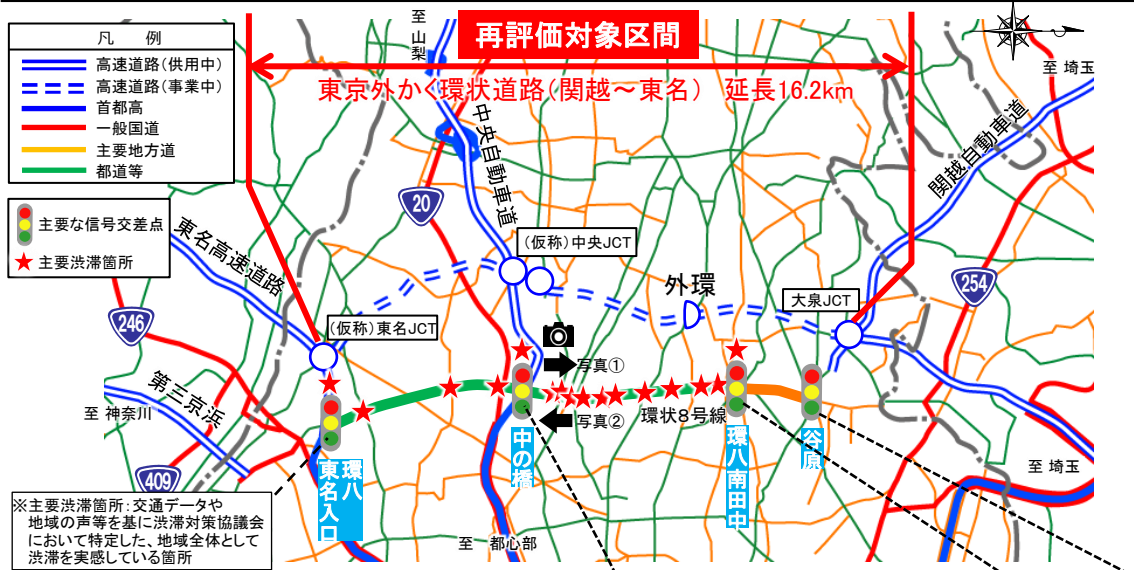 再評価対象区間
東京外かく環状道路(関越～東名) 延長16.2km
凡 例
高速道路(供用中)
高速道路(事業中)
首都高
一般国道
主要地方道
都道等
主要な信号交差点
主要渋滞箇所
至 山梨
至 埼玉
中央自動車道
関越自動車道
20
東名高速道路
(仮称)中央JCT
外環
大泉JCT
254
246
(仮称)東名JCT
第三京浜
至 神奈川
写真①
写真②
環状8号線
409
環八
東名入口
中の橋
環八南田中
谷原
至 埼玉
至 都心部
※主要渋滞箇所:交通データや
地域の声等を基に渋滞対策協議会
において特定した、地域全体として
渋滞を実感している箇所